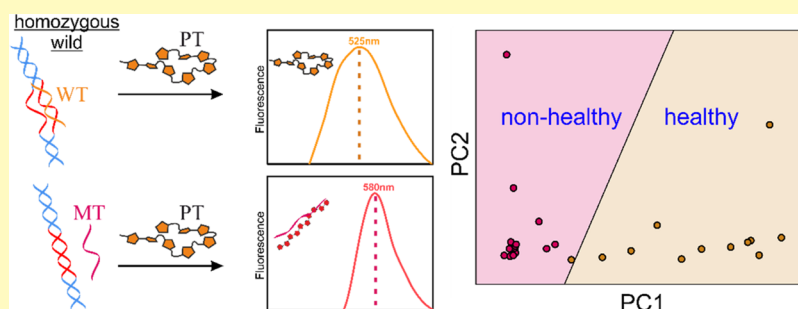 homozygous
wild
WT
PT
Fluorescence
525nm
MT
PT
Fluorescence
580nm
PC2
non-healthy
healthy
PC1